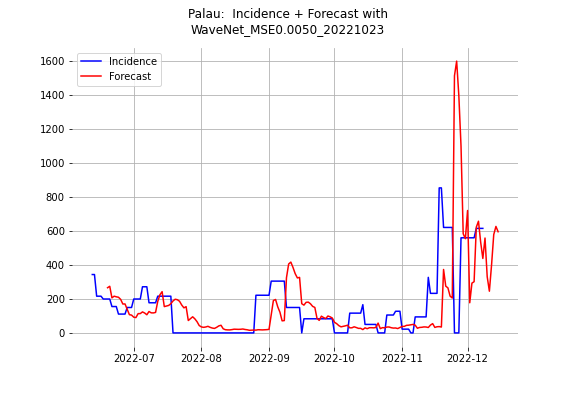 Palau:  Incidence + Forecast with
WaveNet_MSE0.0050_20221023
Incidence
Forecast
1600
1400
1200
1000
800
600
400
200
0
2022-07 2022-08 2022-09 2022-10 2022-11 2022-12